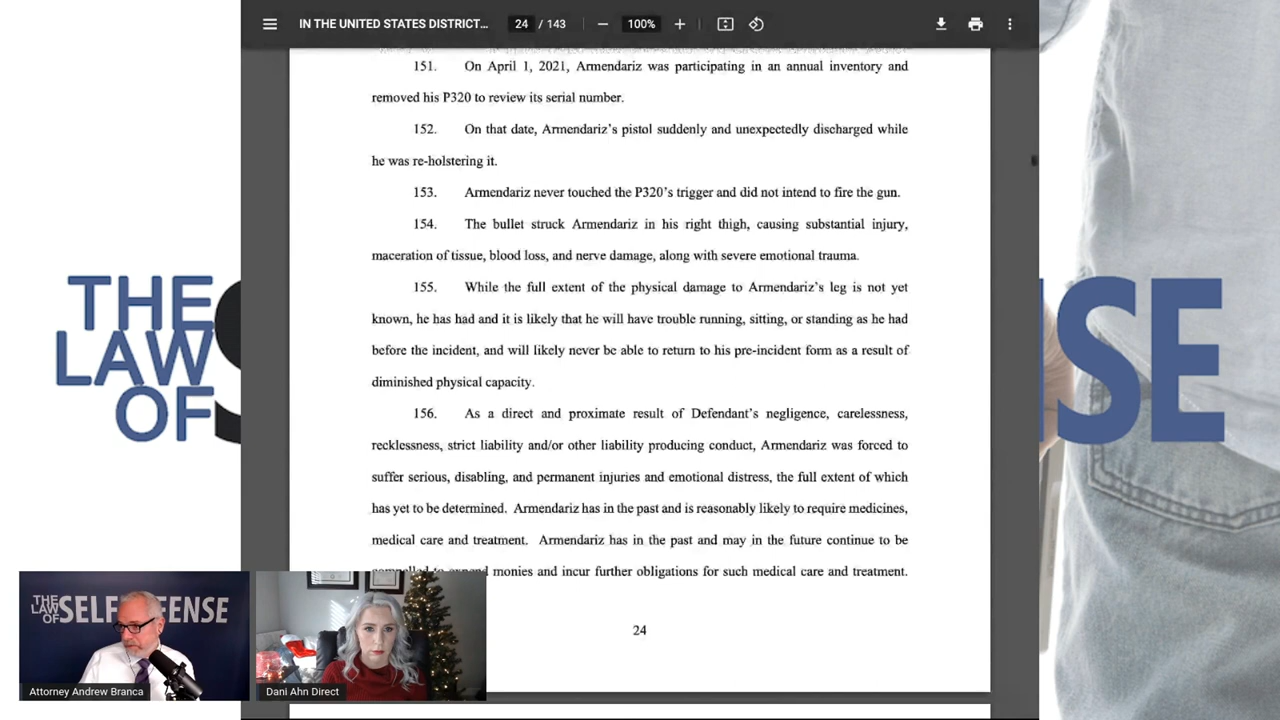 IN THE UNITED STATES DISTRICT...
24 / 143
100%
151. On April 1, 2021, Armendariz was participating in an annual inventory and
removed his P320 to review its serial number.
152. On that date, Armendariz's pistol suddenly and unexpectedly discharged while
he was re-holstering it.
153. Armendariz never touched the P320's trigger and did not intend to fire the gun.
154. The bullet struck Armendariz in his right thigh, causing substantial injury,
maceration of tissue, blood loss, and nerve damage, along with severe emotional trauma.
155. While the full extent of the physical damage to Armendariz's leg is not yet
known, he has had and it is likely that he will have trouble running, sitting, or standing as he had
before the incident, and will likely never be able to return to his pre-incident form as a result of
diminished physical capacity.
156. As a direct and proximate result of Defendant's negligence, carelessness,
recklessness, strict liability and/or other liability producing conduct, Armendariz was forced to
suffer serious, disabling, and permanent injuries and emotional distress, the full extent of which
has yet to be determined. Armendariz has in the past and is reasonably likely to require medicines,
medical care and treatment. Armendariz has in the past and may in the future continue to be
compelled to expend monies and incur further obligations for such medical care and treatment.
24
THE
LAW
OF
S
NSE
THE
LAW
OF
SELF
FENSE
Attorney Andrew Branca
Dani Ahn Direct